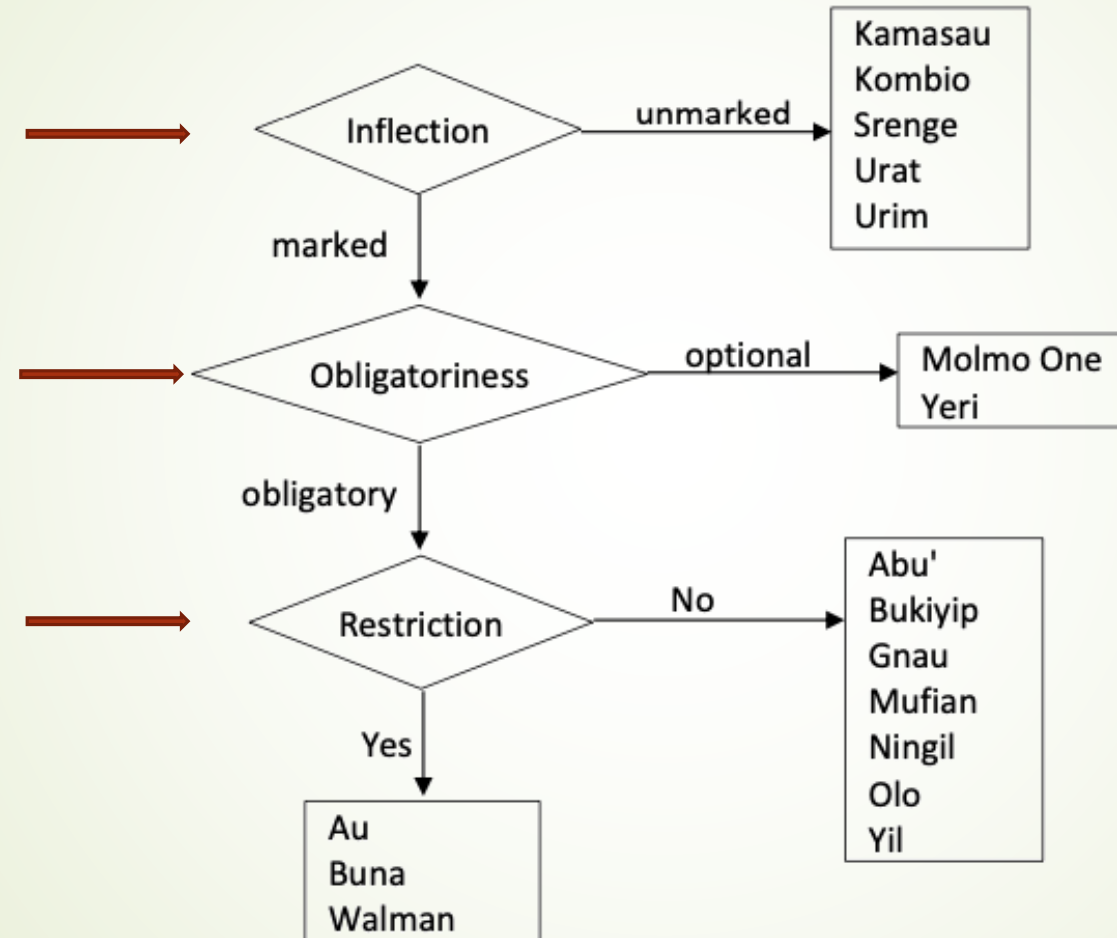 Inflection
unmarked
Kamasau
Kombio
Srenge
Urat
Urim
marked
Obligatoriness
optional
Molmo One
Yeri
obligatory
Restriction
No
Abu'
Bukiyip
Gnau
Mufian
Ningil
Olo
Yil
Yes
Au
Buna
Walman